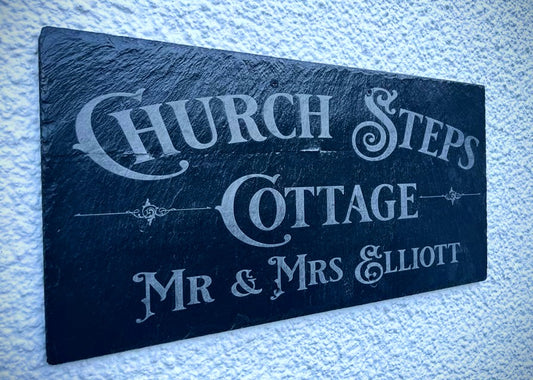 Church Steps
Cottage
Mr & Mrs Elliott